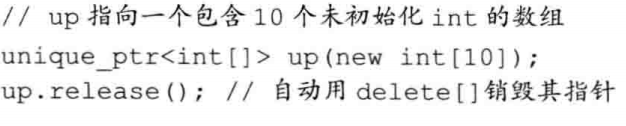 // up 指向一个包含 10 个未初始化 int 的数组
unique_ptr<int[]> up(new int[10]);
up.release(); // 自动用 delete[]销毁其指针